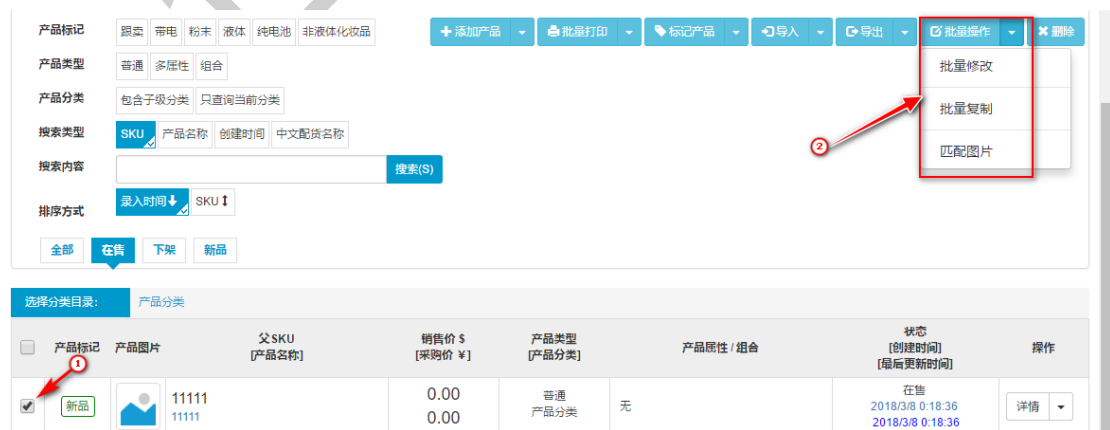 产品标记 跟卖 带电 粉末 液体 纯电池 非液体化妆品 添加产品 批量打印 标记产品 导入 导出 批量操作 删除
产品类型 普通 多属性 组合 批量修改
产品分类 包含子级分类 只查询当前分类 批量复制
搜索类型 SKU 产品名称 创建时间 中文配货名称 匹配图片
②
搜索内容 搜索(S)
排序方式 录入时间 SKU
全部 在售 下架 新品
选择分类目录: 产品分类
产品标记 产品图片 父SKU 销售价 $ 产品类型 产品属性 / 组合 状态 操作
[产品名称] [采购价 ¥] [产品分类] [创建时间]
[最后更新时间]
①
新品 11111 0.00 普通 无 在售 详情
11111 0.00 产品分类 2018/3/8 0:18:36
2018/3/8 0:18:36